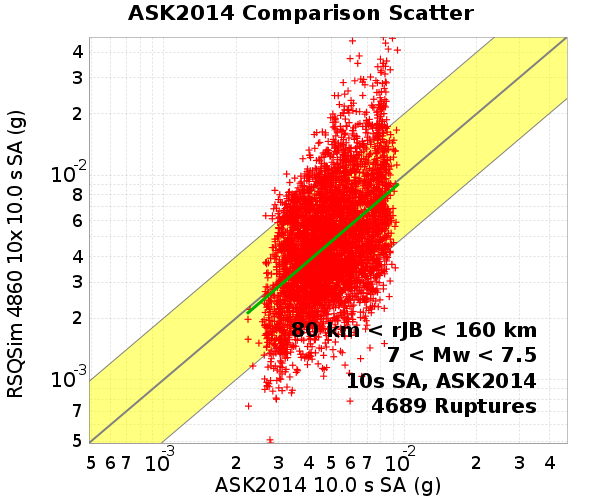 ASK2014 Comparison Scatter
RSQSim 4860 10x 10.0 s SA (g)
4
3
2
10-2
8
6
4
3
2
10-3
7
5
80 km < rJB < 160 km
7 < Mw < 7.5
10s SA, ASK2014
4689 Ruptures
5 6 7 10-3 2 3 4 5 6 7 10-2 2 3 4
ASK2014 10.0 s SA (g)